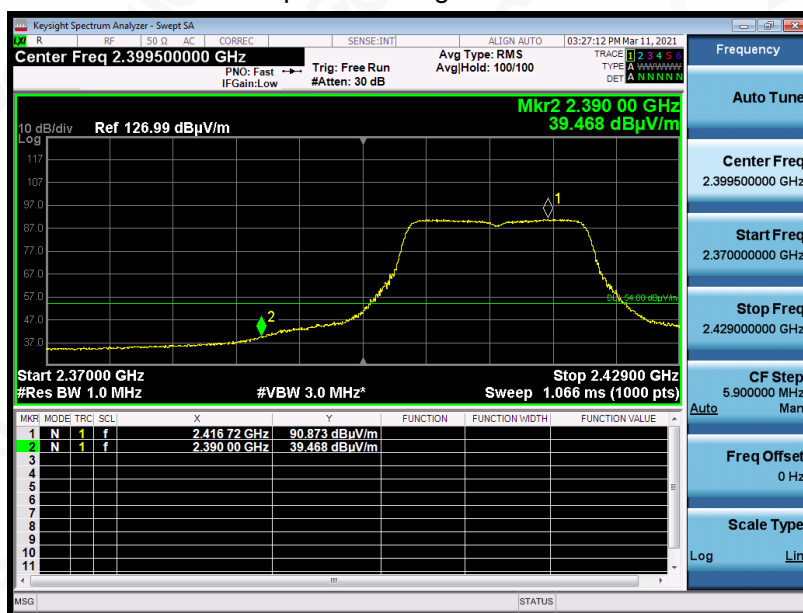 Keysight Spectrum Analyzer - Swept SA
LXI R RF 50 Ω AC CORREC SENSE:INT ALIGN AUTO 03:27:12 PM Mar 11, 2021
Center Freq 2.399500000 GHz
PNO: Fast
IFGain:Low
Trig: Free Run
#Atten: 30 dB
Avg Type: RMS
Avg|Hold: 100/100
TRACE 1 2 3 4 5 6
TYPE A WWWWW
DET A N N N N N
Mkr2 2.390 00 GHz
39.468 dBµV/m
10 dB/div Ref 126.99 dBµV/m
Log
117
107
97.0
87.0
77.0
67.0
57.0
47.0
37.0
1
2
54.00 dBµV/m
Start 2.37000 GHz Stop 2.42900 GHz
#Res BW 1.0 MHz #VBW 3.0 MHz* Sweep 1.066 ms (1000 pts)
MKR MODE TRC SCL X Y FUNCTION FUNCTION WIDTH FUNCTION VALUE
1 N 1 f 2.416 72 GHz 90.873 dBµV/m
2 N 1 f 2.390 00 GHz 39.468 dBµV/m
3
4
5
6
7
8
9
10
11
MSG STATUS
Frequency
Auto Tune
Center Freq
2.399500000 GHz
Start Freq
2.370000000 GHz
Stop Freq
2.429000000 GHz
CF Step
5.900000 MHz
Auto Man
Freq Offset
0 Hz
Scale Type
Log Lin